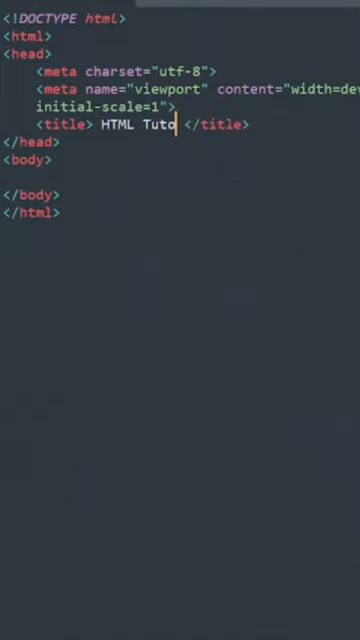 <!DOCTYPE html>
<html>
<head>
<meta charset="utf-8">
<meta name="viewport" content="width=dev
initial-scale=1">
<title> HTML Tuto </title>
</head>
<body>
</body>
</html>